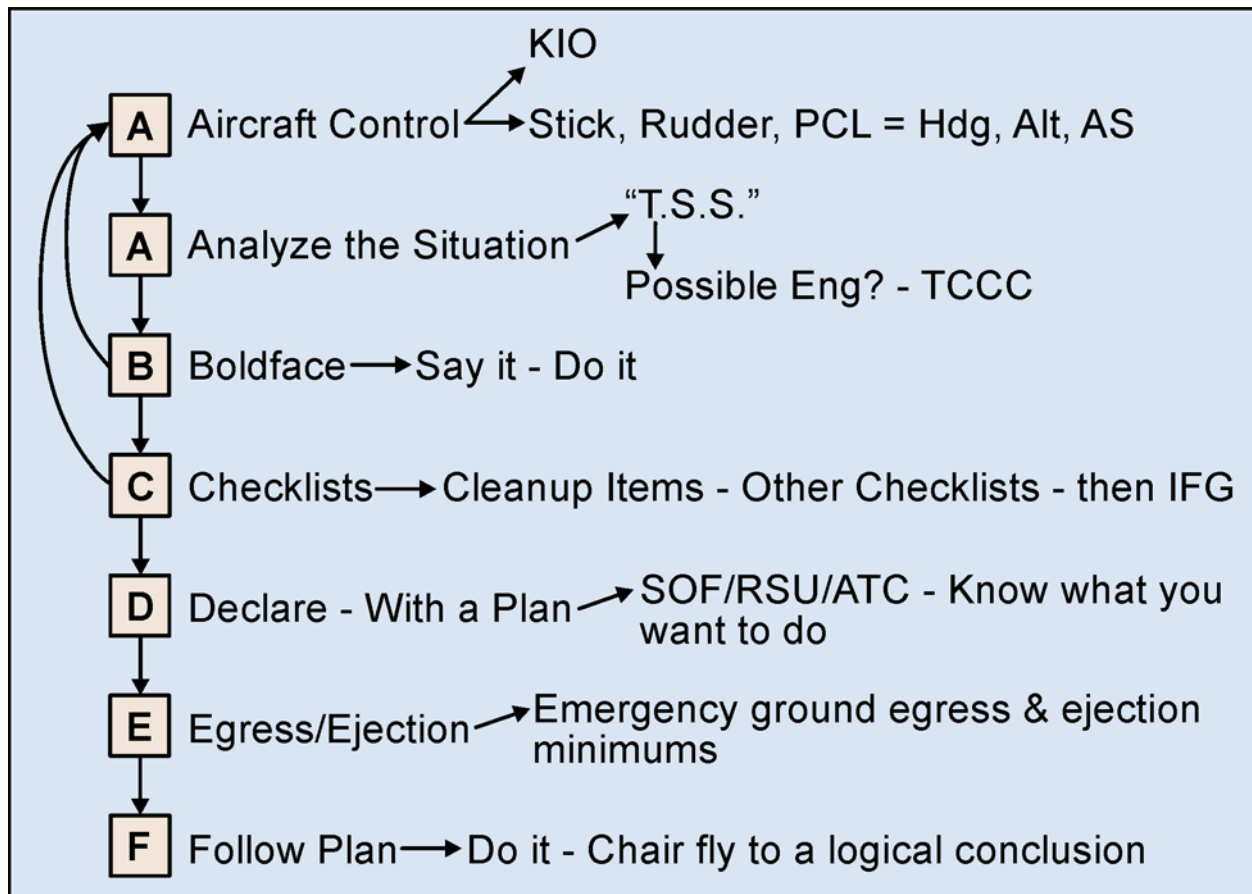 KIO
A Aircraft Control Stick, Rudder, PCL = Hdg, Alt, AS
“T.S.S.”
A Analyze the Situation
Possible Eng? - TCCC
B Boldface Say it - Do it
C Checklists Cleanup Items - Other Checklists - then IFG
D Declare - With a Plan SOF/RSU/ATC - Know what you
want to do
E Egress/Ejection Emergency ground egress & ejection
minimums
F Follow Plan Do it - Chair fly to a logical conclusion